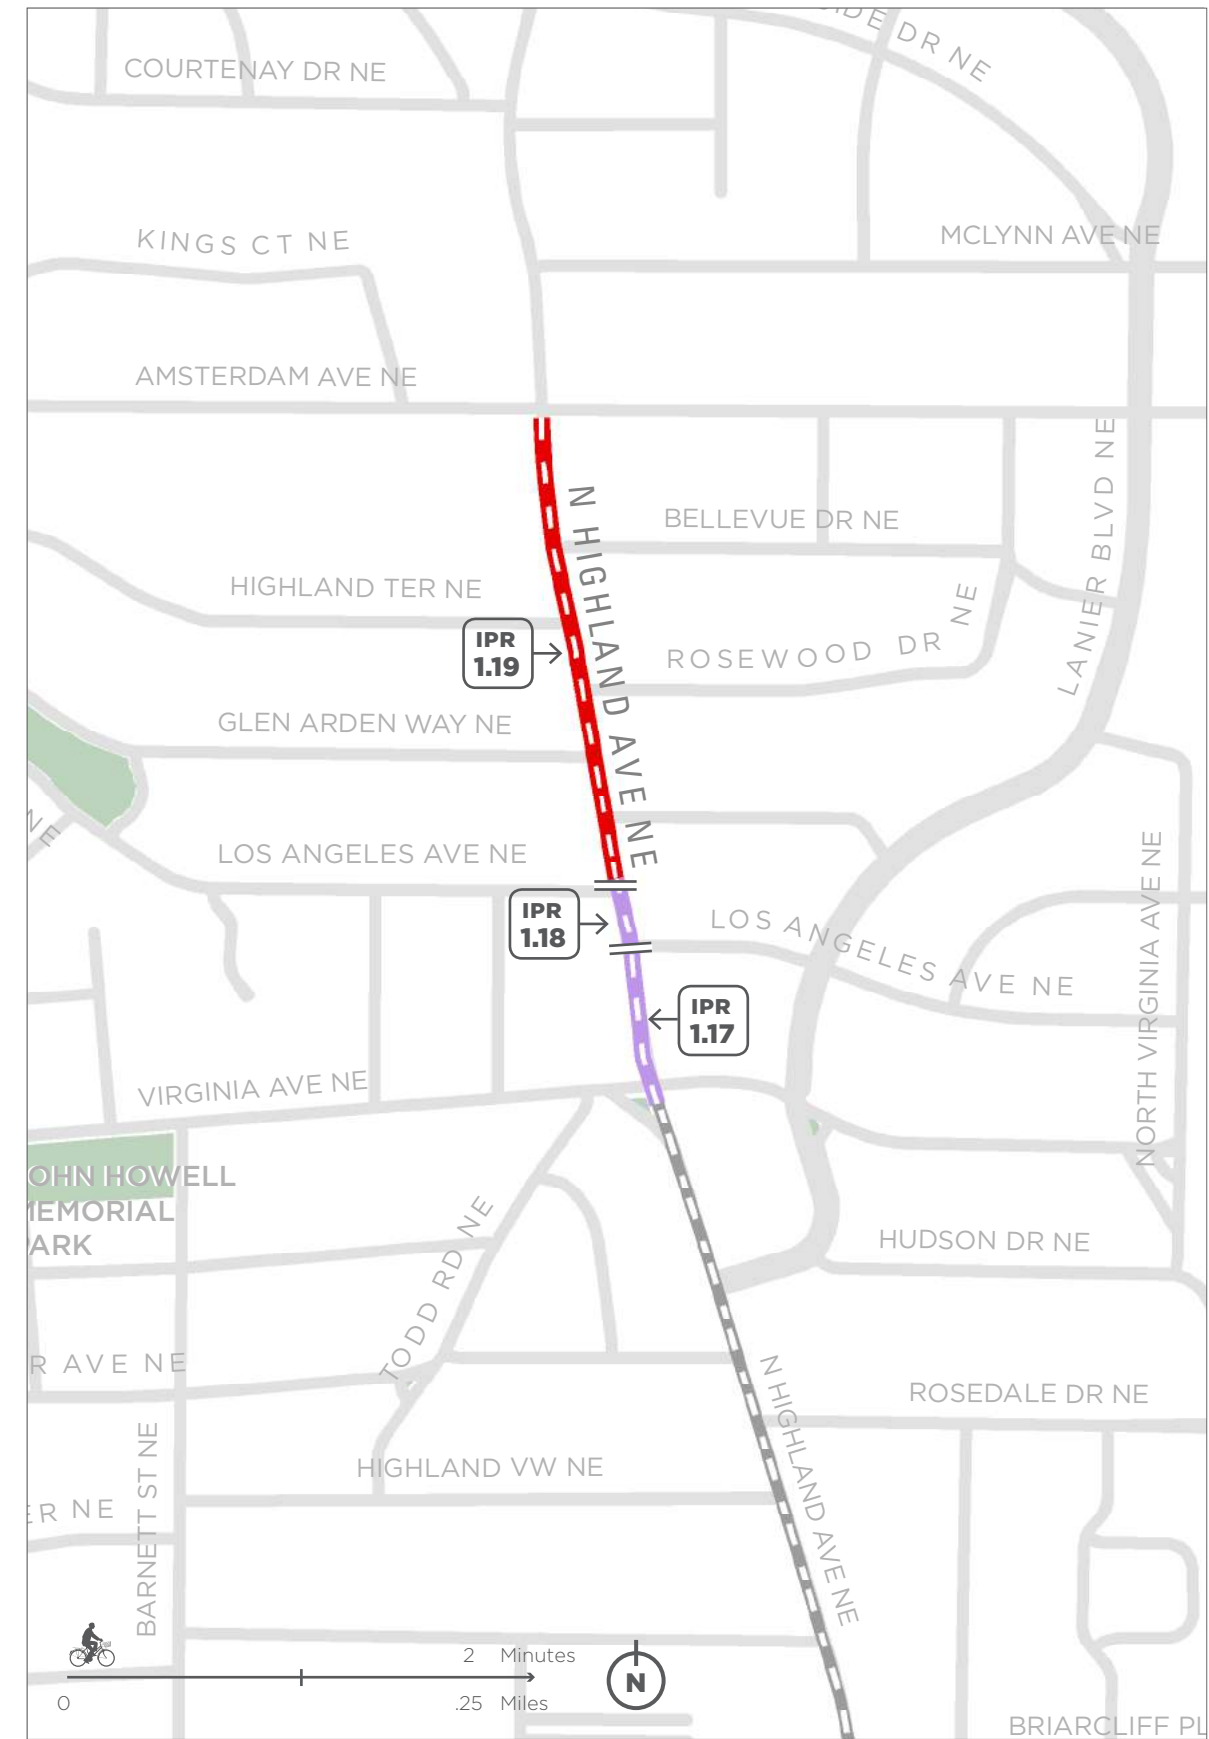 DR NE
COURTENAY DR NE
KINGS CT NE
MCLYNN AVE NE
AMSTERDAM AVE NE
LANIER BLVD NE
N HIGHLAND AVE NE
BELLEVUE DR NE
HIGHLAND TER NE
IPR
1.19
ROSEWOOD DR NE
GLEN ARDEN WAY NE
NE
LOS ANGELES AVE NE
NORTH VIRGINIA AVE NE
IPR
1.18
LOS ANGELES AVE NE
IPR
1.17
VIRGINIA AVE NE
OHN HOWELL
MEMORIAL
PARK
TODD RD NE
HUDSON DR NE
R AVE NE
N HIGHLAND AVE NE
ROSEDALE DR NE
BARNETT ST NE
HIGHLAND VW NE
ER NE
2 Minutes
N
0
.25 Miles
BRIARCLIFF PL